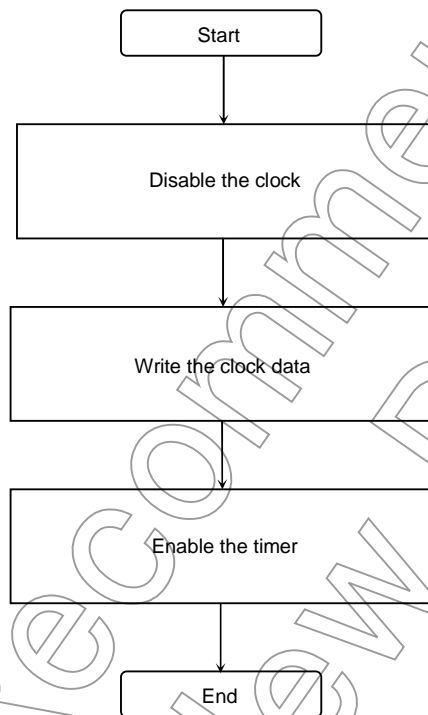 Start
Disable the clock
Write the clock data
Enable the timer
End